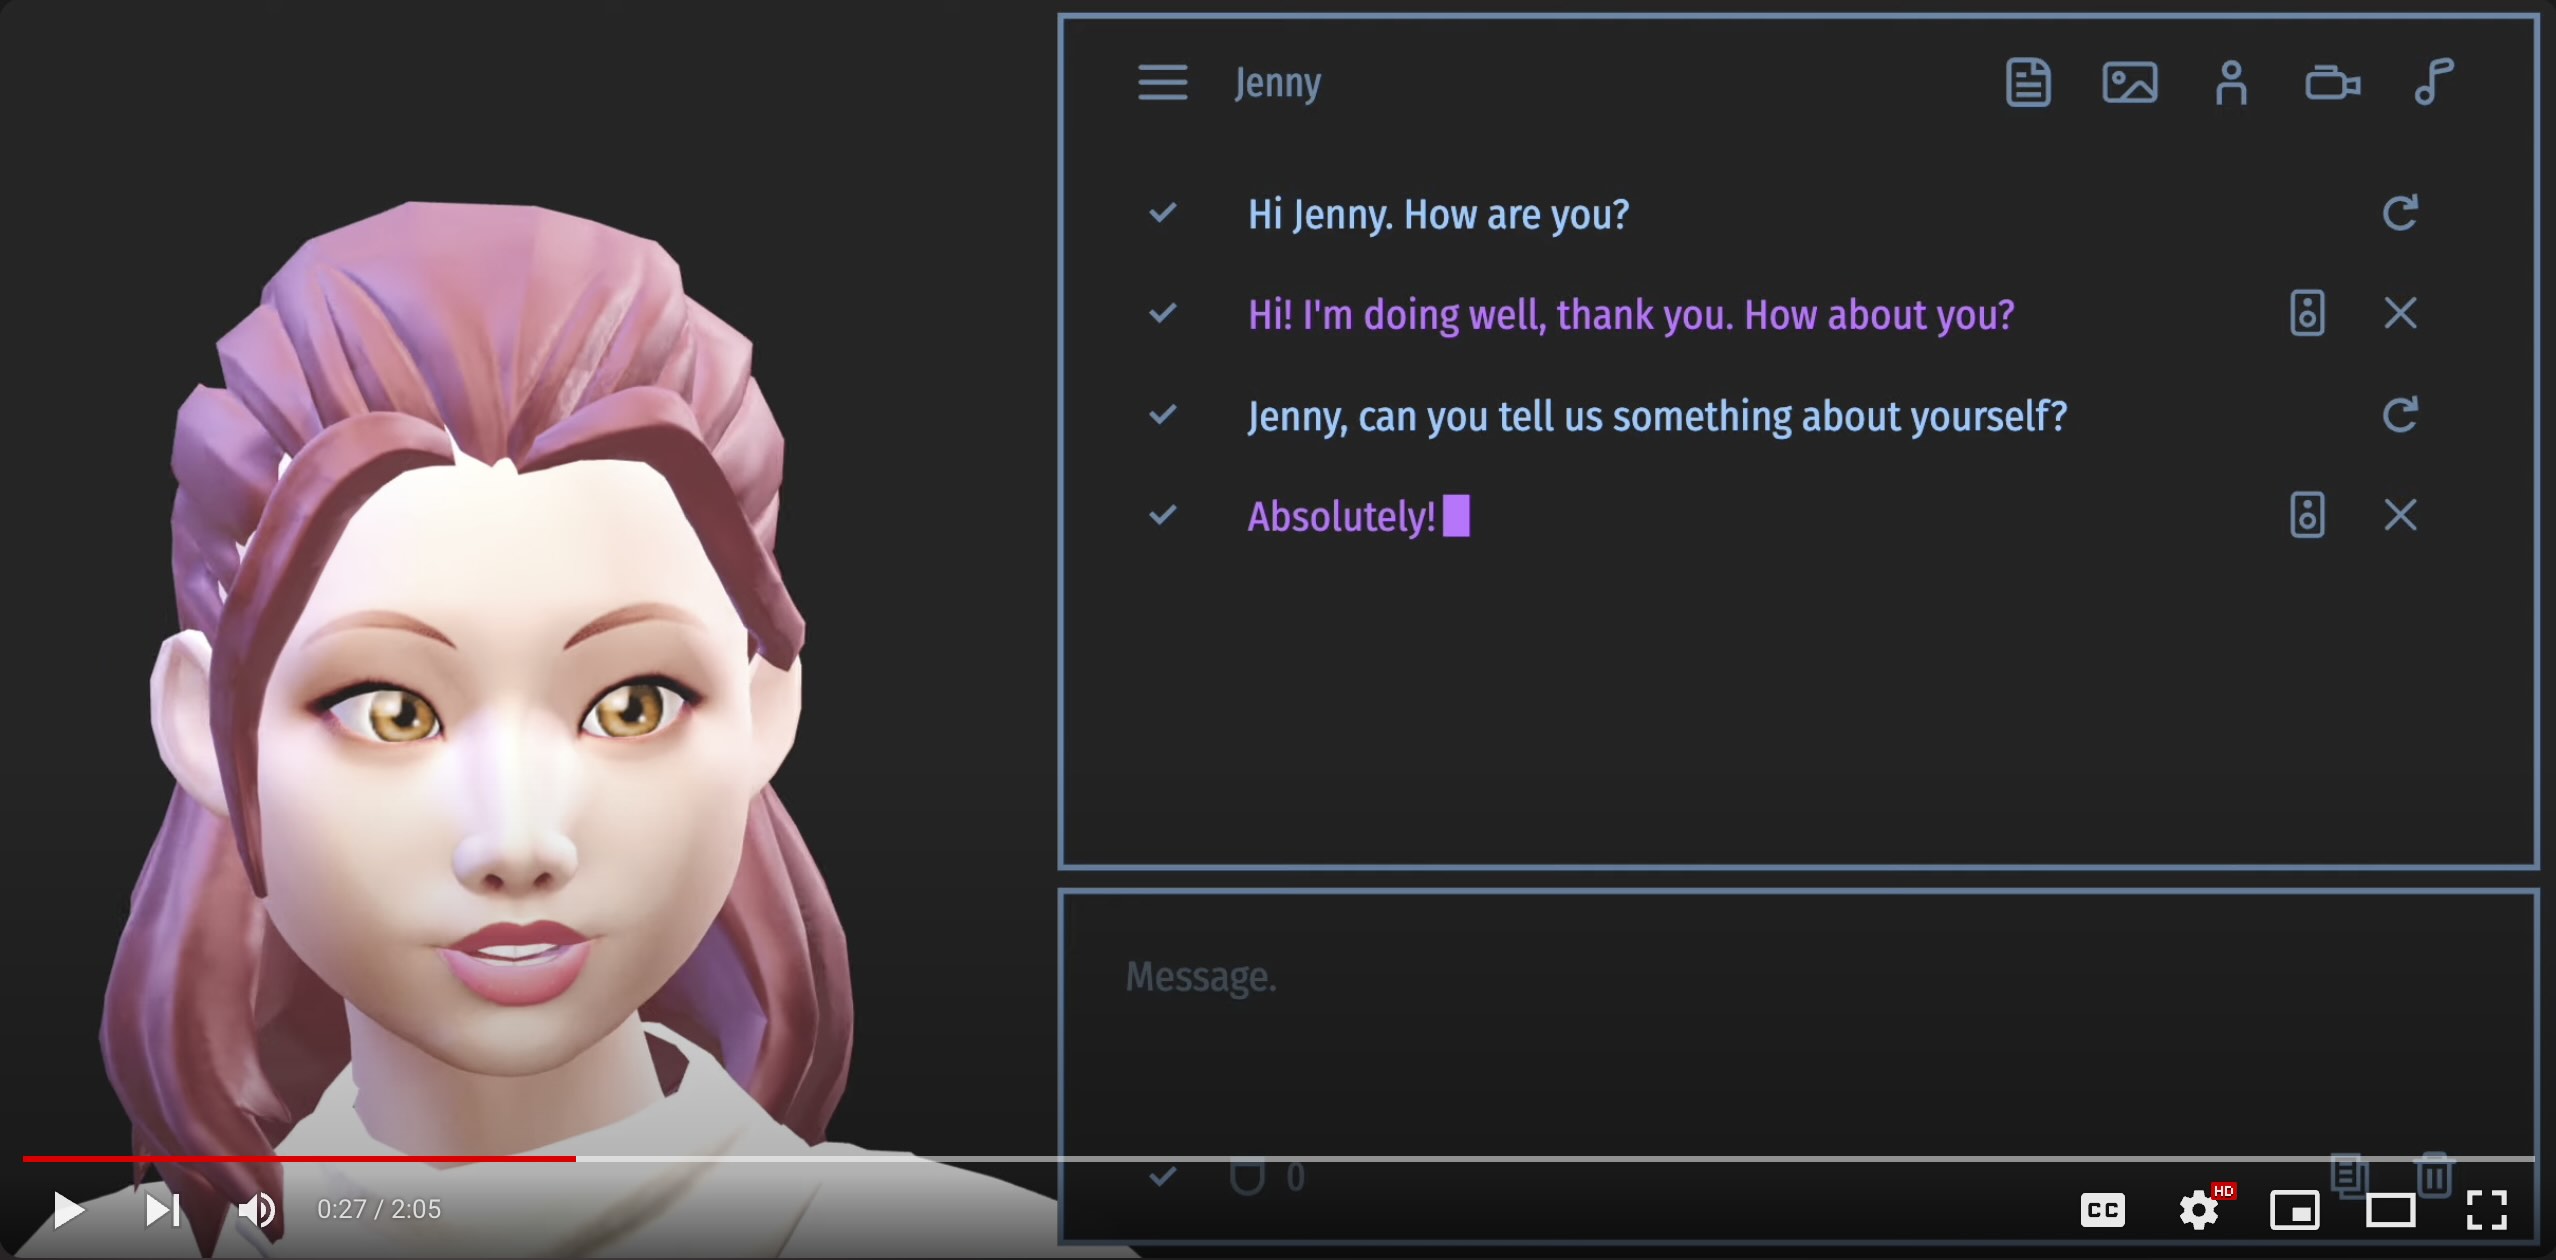 Jenny
Hi Jenny. How are you?
Hi! I'm doing well, thank you. How about you?
Jenny, can you tell us something about yourself?
Absolutely!
Message.
0
0:27 / 2:05
CC
HD